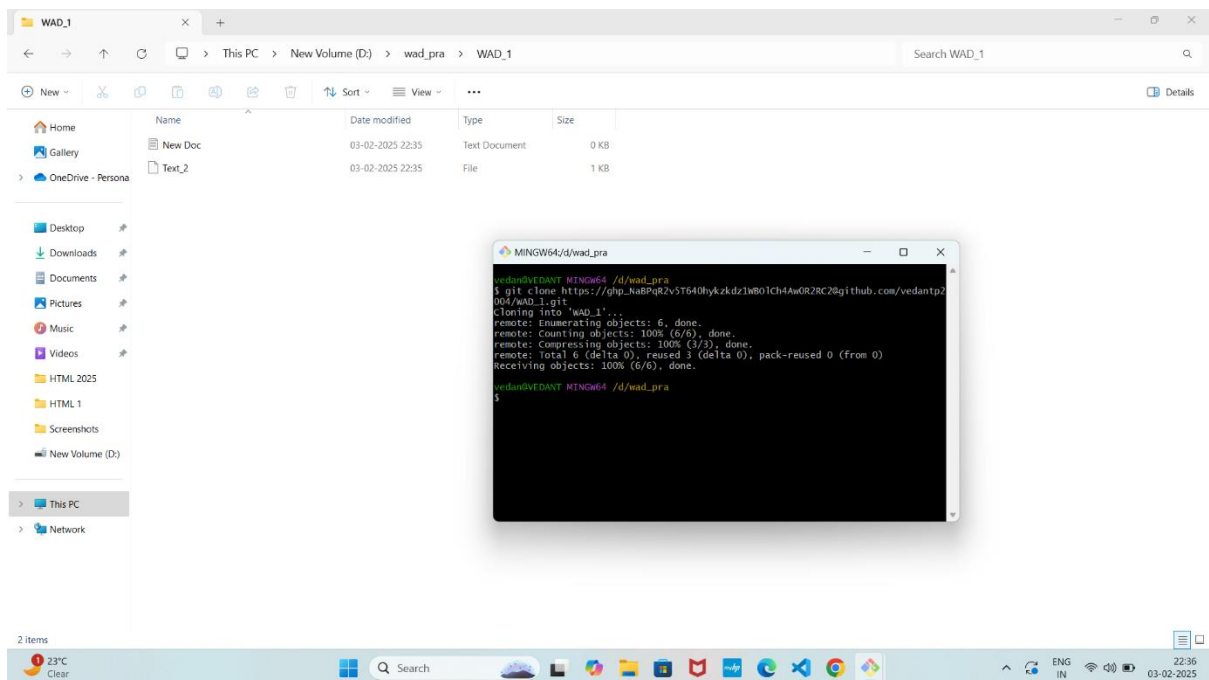 WAD_1
This PC > New Volume (D:) > wad_pra > WAD_1
Search WAD_1
New
Sort
View
Details
Name
Date modified
Type
Size
New Doc 03-02-2025 22:35 Text Document 0 KB
Text_2 03-02-2025 22:35 File 1 KB
Home
Gallery
OneDrive - Persona
Desktop
Downloads
Documents
Pictures
Music
Videos
HTML 2025
HTML 1
Screenshots
New Volume (D:)
This PC
Network
MINGW64:/d/wad_pra
vedan@VEDANT MINGW64 /d/wad_pra
$ git clone https://@github.com/vedantp2
004/WAD_1.git
Cloning into 'WAD_1'...
remote: Enumerating objects: 6, done.
remote: Counting objects: 100% (6/6), done.
remote: Compressing objects: 100% (3/3), done.
remote: Total 6 (delta 0), reused 3 (delta 0), pack-reused 0 (from 0)
Receiving objects: 100% (6/6), done.
vedan@VEDANT MINGW64 /d/wad_pra
$
2 items
1
23°C
Clear
Search
ENG
IN
22:36
03-02-2025